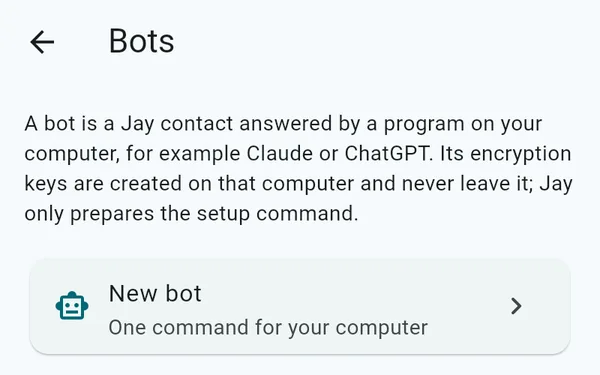 Bots
A bot is a Jay contact answered by a program on your
computer, for example Claude or ChatGPT. Its encryption
keys are created on that computer and never leave it; Jay
only prepares the setup command.
New bot
One command for your computer